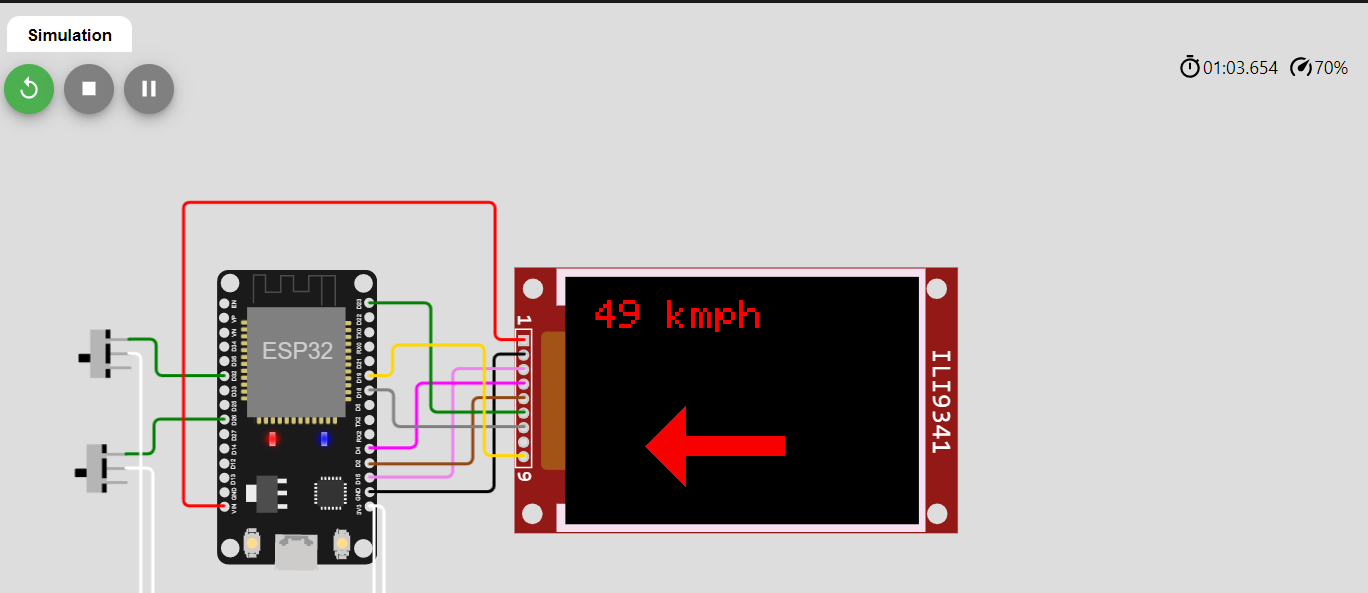 Simulation
01:03.654 70%
ESP32
EN
VP
VN
D34
D35
D32
D33
D25
D26
D27
D14
D12
D13
GND
VIN
D23
D22
TX0
RX0
D21
D19
D18
D5
TX2
RX2
D4
D2
D15
GND
3V3
1
9
49 kmph
ILI9341